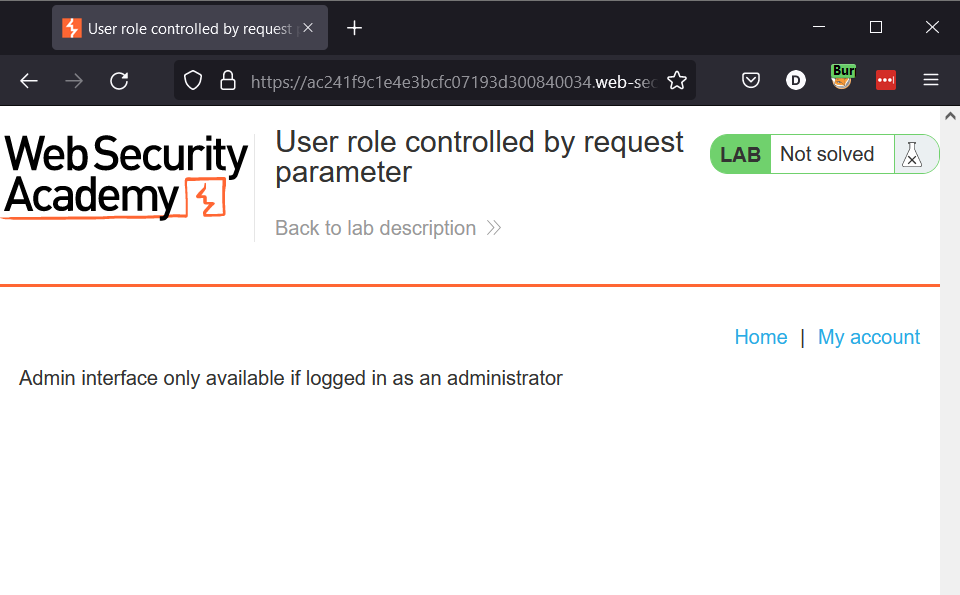 User role controlled by request
Bur
https://ac241f9c1e4e3bcfc07193d300840034.web-sec
Web Security
Academy
User role controlled by request
parameter
Back to lab description
LAB
Not solved
Home | My account
Admin interface only available if logged in as an administrator